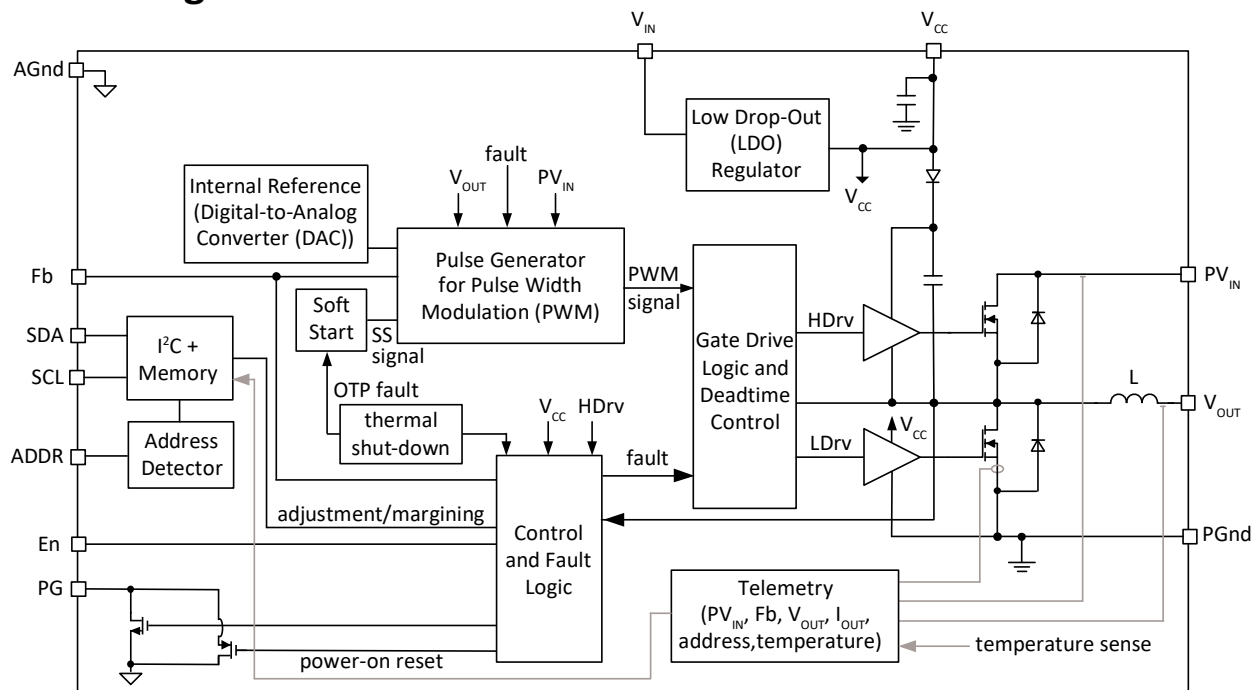 V_IN
V_CC
AGnd
Low Drop-Out
(LDO)
Regulator
V_CC
fault
V_OUT
PV_IN
Internal Reference
(Digital-to-Analog
Converter (DAC))
Pulse Generator
for Pulse Width
Modulation (PWM)
Fb
PWM
signal
PV_IN
Soft
Start
SS
signal
SDA
SCL
I²C +
Memory
HDrv
Gate Drive
Logic and
Deadtime
Control
OTP fault
thermal
shut-down
V_CC
HDrv
L
V_OUT
V_CC
LDrv
ADDR
Address
Detector
fault
adjustment/margining
Control
and Fault
Logic
En
PGnd
PG
Telemetry
(PV_IN, Fb, V_OUT, I_OUT,
address,temperature)
temperature sense
power-on reset